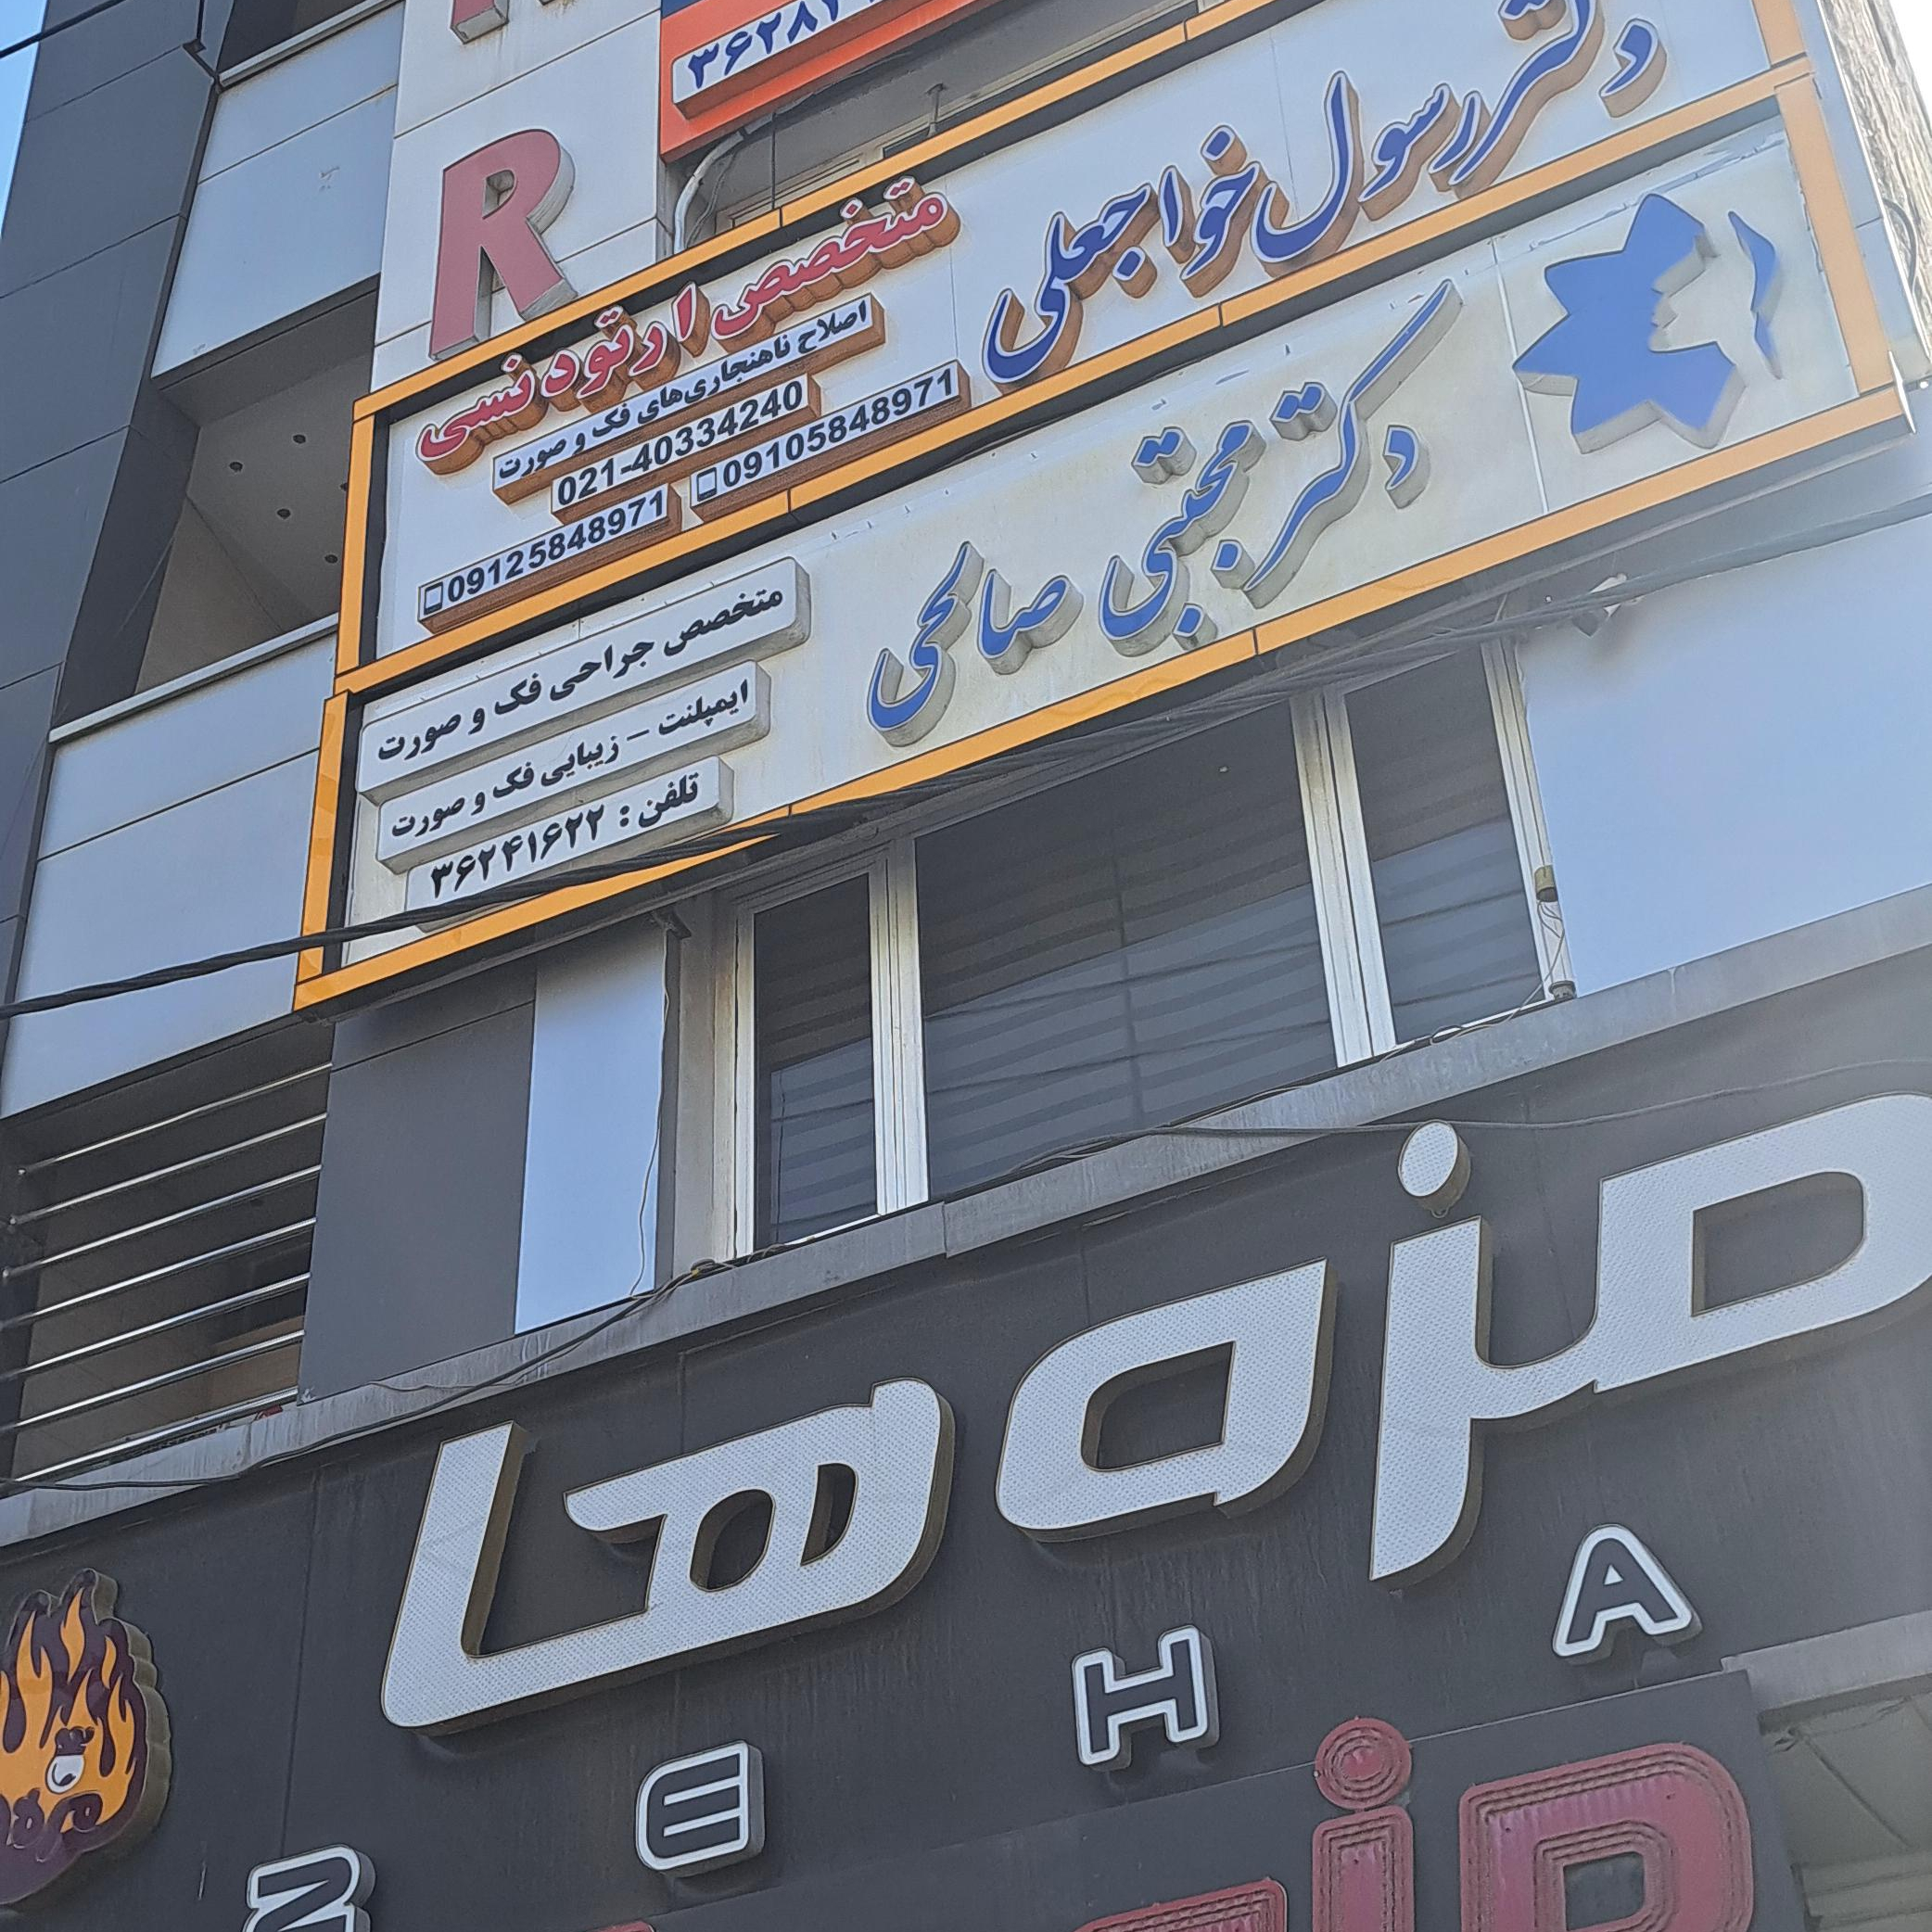 R
دکتر رسول خواجعلی
متخصص ارتودنسی
اصلاح ناهنجاری‌های فک و صورت
021-40334240
09125848971
09105848971
دکتر مجتبی صالحی
متخصص جراحی فک و صورت
ایمپلنت - زیبایی فک و صورت
تلفن : ۳۶۲۴۱۶۲۲
مزه ها
ZEHA